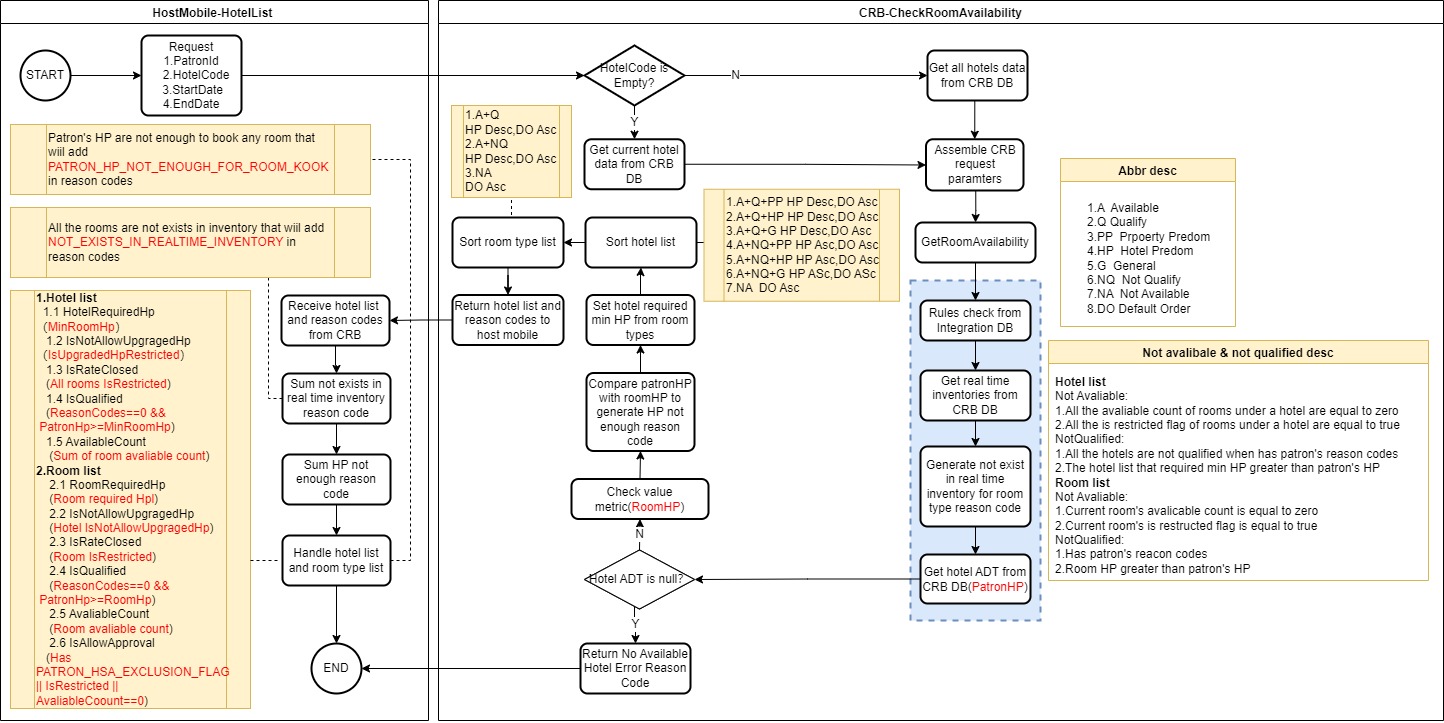 HostMobile-HotelList
CRB-CheckRoomAvailability
START
Request
1.PatronId
2.HotelCode
3.StartDate
4.EndDate
HotelCode is
Empty?
N
Y
Get all hotels data
from CRB DB
Get current hotel
data from CRB
DB
Assemble CRB
request
paramters
GetRoomAvailability
Rules check from
Integration DB
Get real time
inventories from
CRB DB
Generate not exist
in real time
inventory for room
type reason code
Get hotel ADT from
CRB DB(PatronHP)
Hotel ADT is null?
N
Y
Check value
metric(RoomHP)
Compare patronHP
with roomHP to
generate HP not
enough reason
code
Set hotel required
min HP from room
types
Sort hotel list
Sort room type list
Return hotel list and
reason codes to
host mobile
Return No Available
Hotel Error Reason
Code
1.A+Q
HP Desc,DO Asc
2.A+NQ
HP Desc,DO Asc
3.NA
DO Asc
1.A+Q+PP HP Desc,DO Asc
2.A+Q+HP HP Desc,DO Asc
3.A+Q+G HP Desc,DO Asc
4.A+NQ+PP HP Asc,DO Asc
5.A+NQ+HP HP Asc,DO Asc
6.A+NQ+G HP ASc,DO ASc
7.NA  DO Asc
Abbr desc
1.A  Available
2.Q Qualify
3.PP  Prpoerty Predom
4.HP  Hotel Predom
5.G  General
6.NQ  Not Qualify
7.NA  Not Available
8.DO Default Order
Not avalibale & not qualified desc
Hotel list
Not Avaliable:
1.All the avaliable count of rooms under a hotel are equal to zero
2.All the is restricted flag of rooms under a hotel are equal to true
NotQualified:
1.All the hotels are not qualified when has patron's reason codes
2.The hotel list that required min HP greater than patron's HP
Room list
Not Avaliable:
1.Current room's avalicable count is equal to zero
2.Current room's is restructed flag is equal to true
NotQualified:
1.Has patron's reacon codes
2.Room HP greater than patron's HP
Patron's HP are not enough to book any room that
wiil add
PATRON_HP_NOT_ENOUGH_FOR_ROOM_KOOK
in reason codes
All the rooms are not exists in inventory that wiil add
NOT_EXISTS_IN_REALTIME_INVENTORY in
reason codes
1.Hotel list
1.1 HotelRequiredHp
(MinRoomHp)
1.2 IsNotAllowUpgragedHp
(IsUpgradedHpRestricted)
1.3 IsRateClosed
(All rooms IsRestricted)
1.4 IsQualified
(ReasonCodes==0 &&
PatronHp>=MinRoomHp)
1.5 AvailableCount
(Sum of room avaliable count)
2.Room list
2.1 RoomRequiredHp
(Room required Hpl)
2.2 IsNotAllowUpgragedHp
(Hotel IsNotAllowUpgragedHp)
2.3 IsRateClosed
(Room IsRestricted)
2.4 IsQualified
(ReasonCodes==0 &&
PatronHp>=RoomHp)
2.5 AvaliableCount
(Room avaliable count)
2.6 IsAllowApproval
(Has
PATRON_HSA_EXCLUSION_FLAG
|| IsRestricted ||
AvaliableCoount==0)
Receive hotel list
and reason codes
from CRB
Sum not exists in
real time inventory
reason code
Sum HP not
enough reason
code
Handle hotel list
and room type list
END